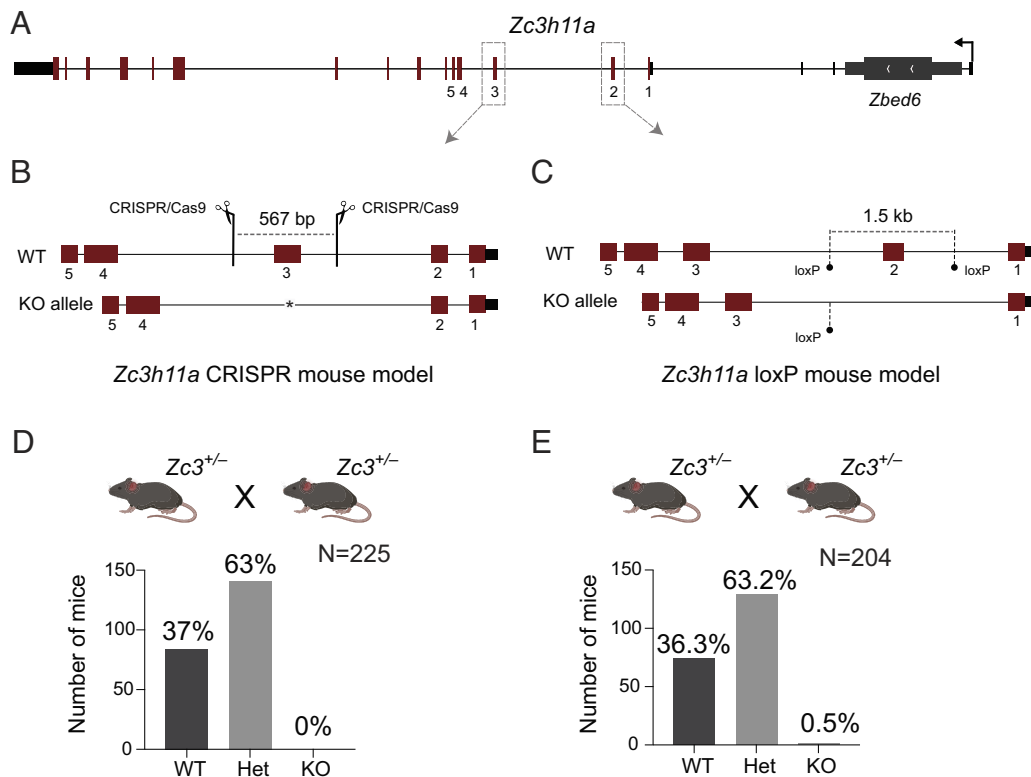 A
Zc3h11a
5 4 3 2 1
Zbed6
B
CRISPR/Cas9 CRISPR/Cas9
567 bp
WT
5 4 3 2 1
KO allele
*
5 4 2 1
Zc3h11a CRISPR mouse model
C
1.5 kb
WT
loxP loxP
5 4 3 2 1
KO allele
5 4 3 1
loxP
Zc3h11a loxP mouse model
D
Zc3+/– X Zc3+/–
N=225
Number of mice
150
100
50
0
37% 63% 0%
WT Het KO
E
Zc3+/– X Zc3+/–
N=204
Number of mice
150
100
50
0
36.3% 63.2% 0.5%
WT Het KO